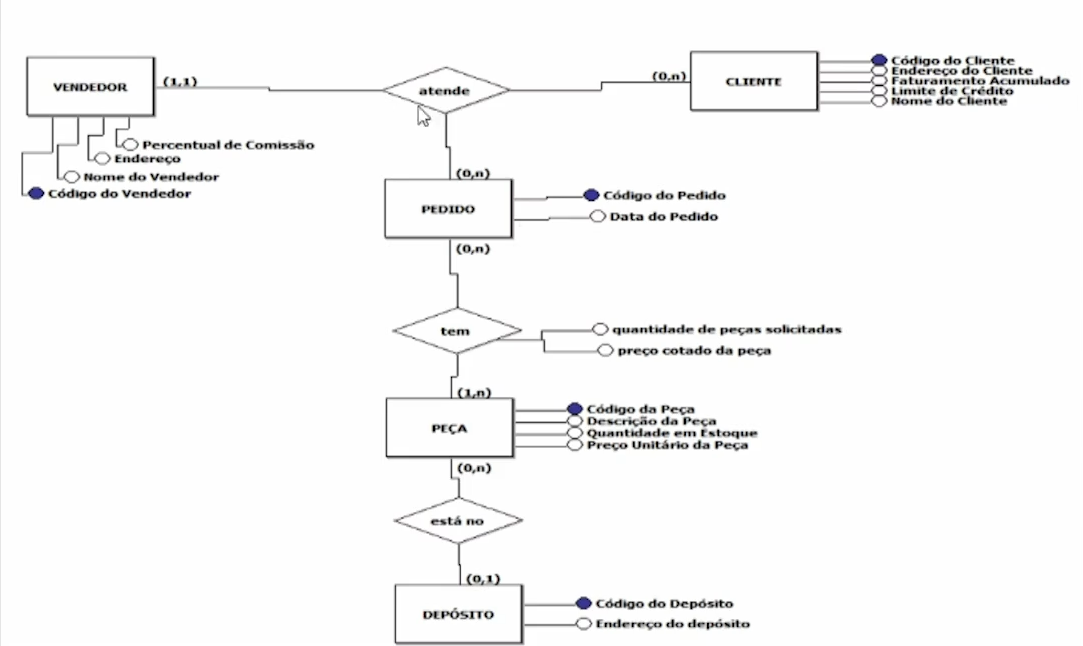 VENDEDOR
(1,1)
atende
(0,n)
CLIENTE
Código do Cliente
Endereço do Cliente
Faturamento Acumulado
Limite de Crédito
Nome do Cliente
Percentual de Comissão
Endereço
Nome do Vendedor
Código do Vendedor
(0,n)
PEDIDO
Código do Pedido
Data do Pedido
(0,n)
tem
quantidade de peças solicitadas
preço cotado da peça
(1,n)
PEÇA
Código da Peça
Descrição da Peça
Quantidade em Estoque
Preço Unitário da Peça
(0,n)
está no
(0,1)
DEPÓSITO
Código do Depósito
Endereço do depósito